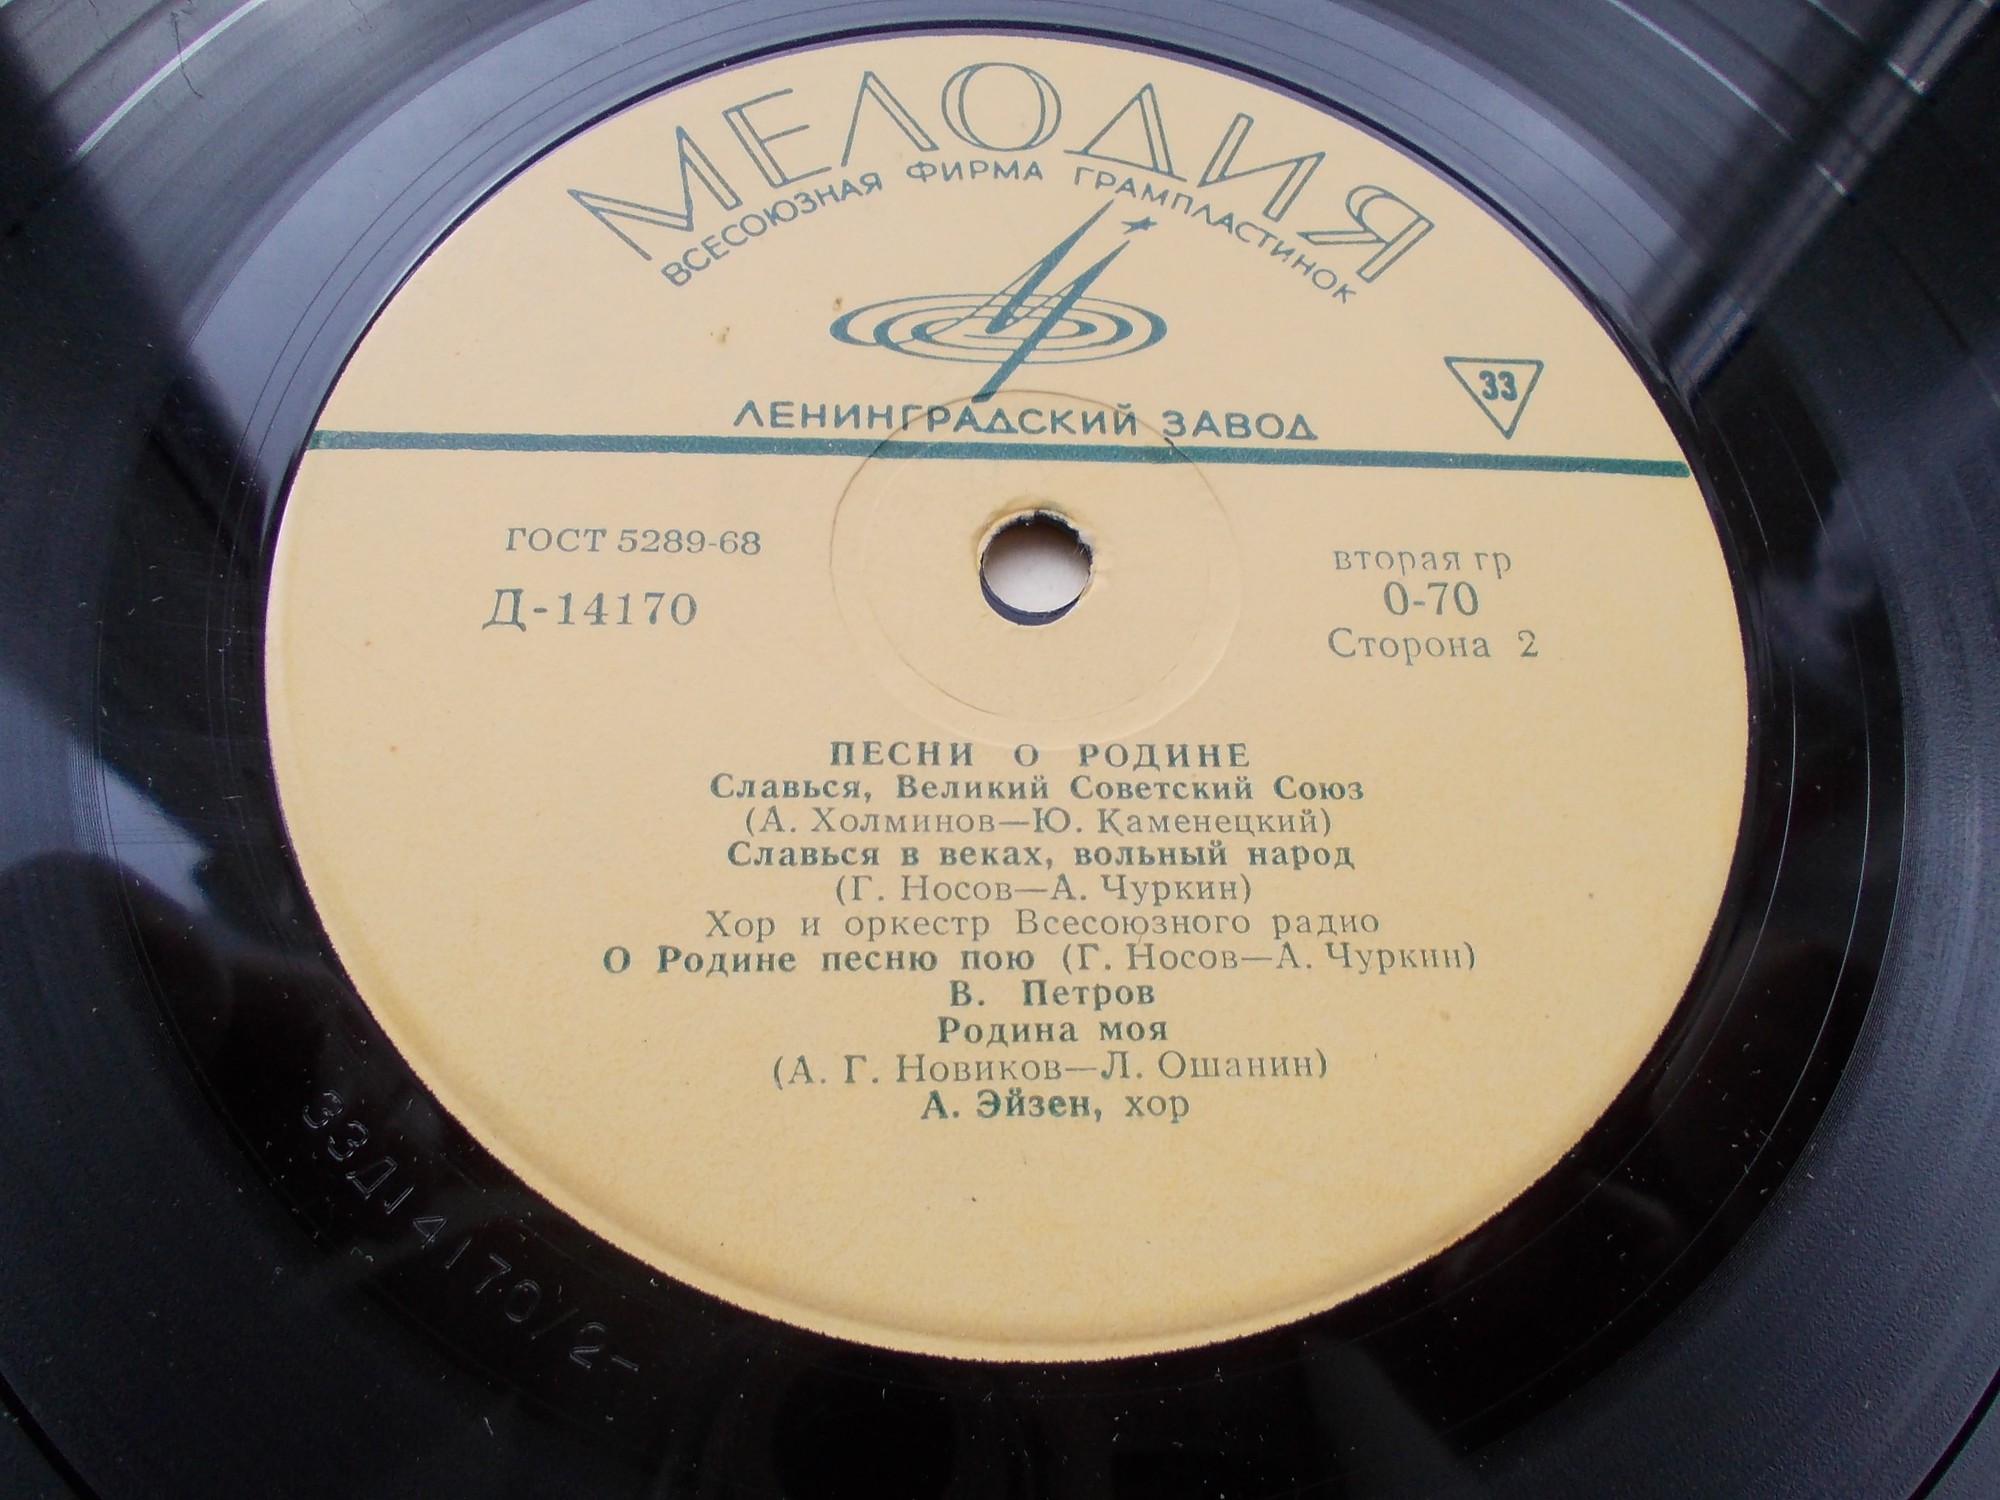 МЕЛОДИЯ
ВСЕСОЮЗНАЯ ФИРМА ГРАМПЛАСТИНОК
33
ЛЕНИНГРАДСКИЙ ЗАВОД
ГОСТ 5289-68
Д-14170
вторая гр
0-70
Сторона 2
ПЕСНИ О РОДИНЕ
Славься, Великий Советский Союз
(А. Холминов—Ю. Каменецкий)
Славься в веках, вольный народ
(Г. Носов—А. Чуркин)
Хор и оркестр Всесоюзного радио
О Родине песню пою (Г. Носов—А. Чуркин)
В. Петров
Родина моя
(А. Г. Новиков—Л. Ошанин)
А. Эйзен, хор
33Д14170/2-